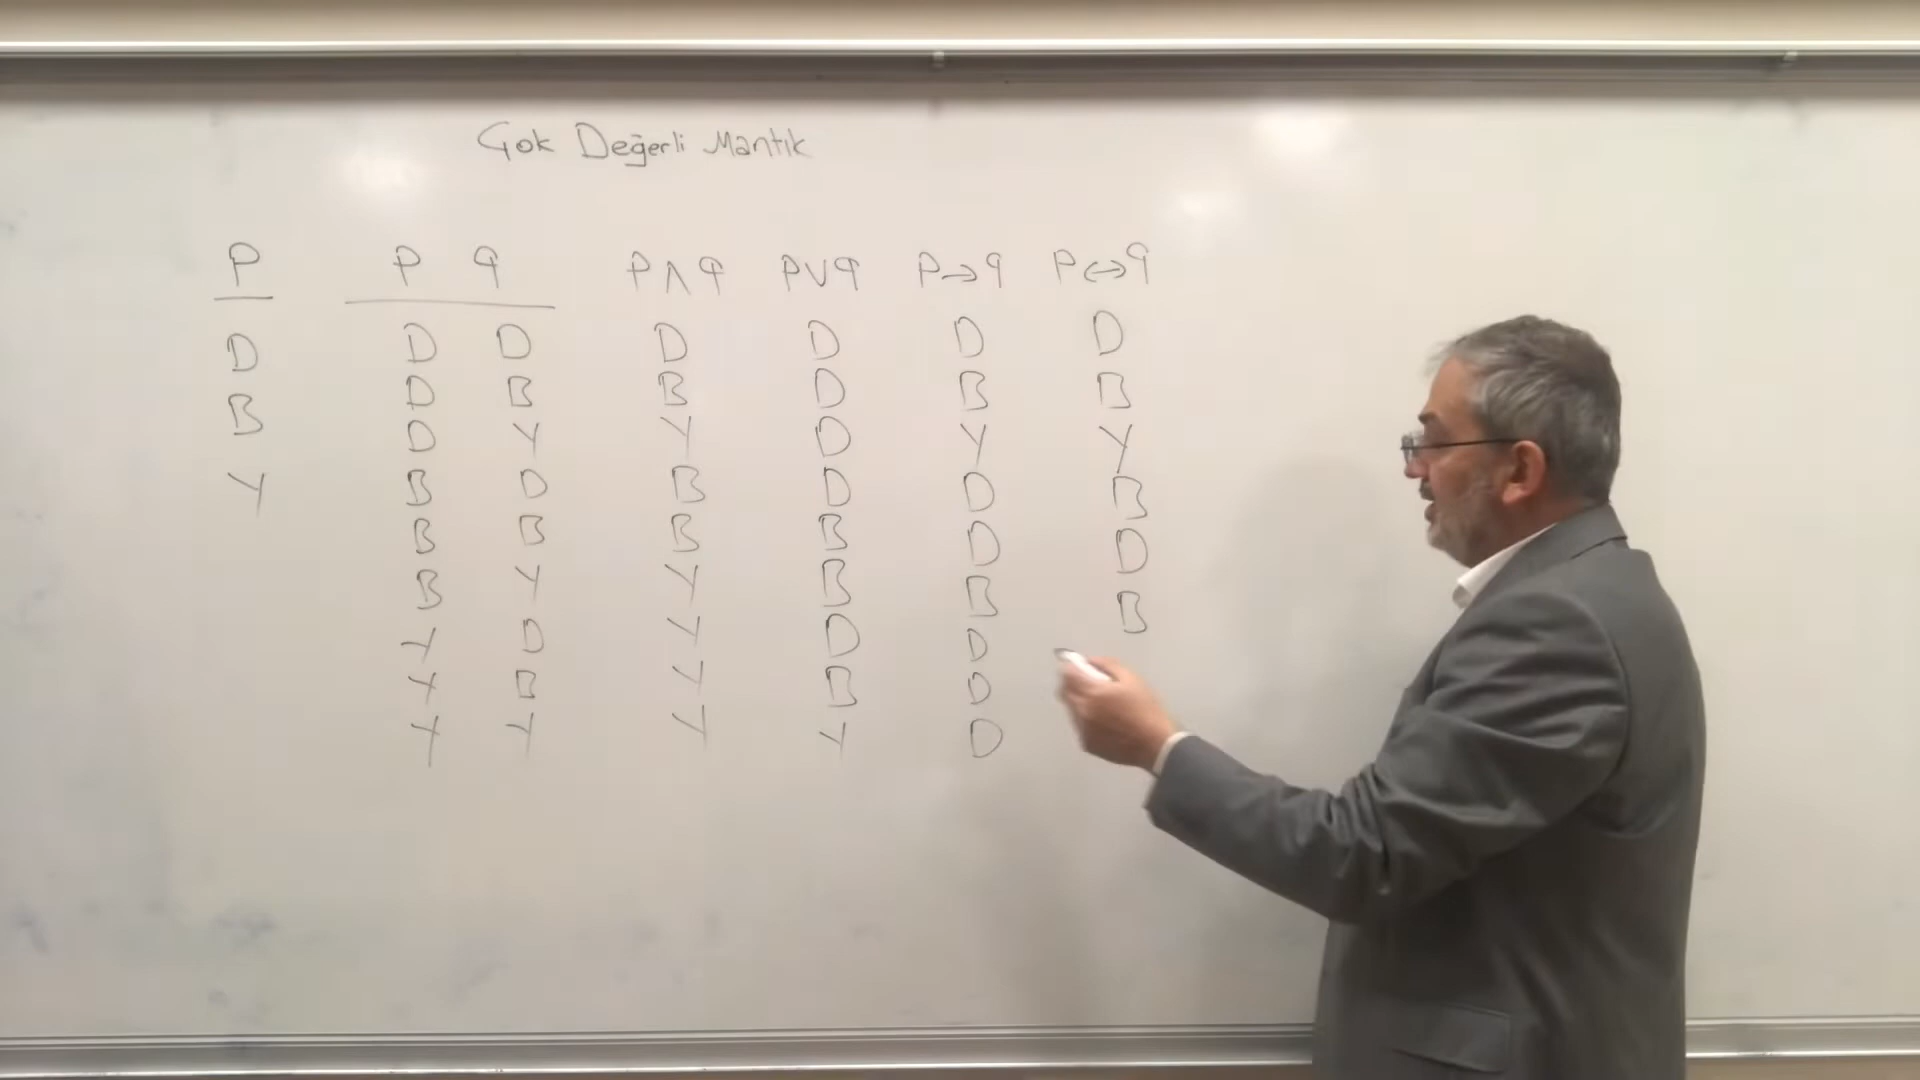 Çok Değerli Mantık
P P q P ∧ q P ∨ q P → q P ↔ q
D D D D D D D
B D B B D B B
D Y Y D Y Y
Y B D B D D B
B B B B D D
B Y Y B B B
Y D Y D D
Y B Y B D
Y Y Y Y D